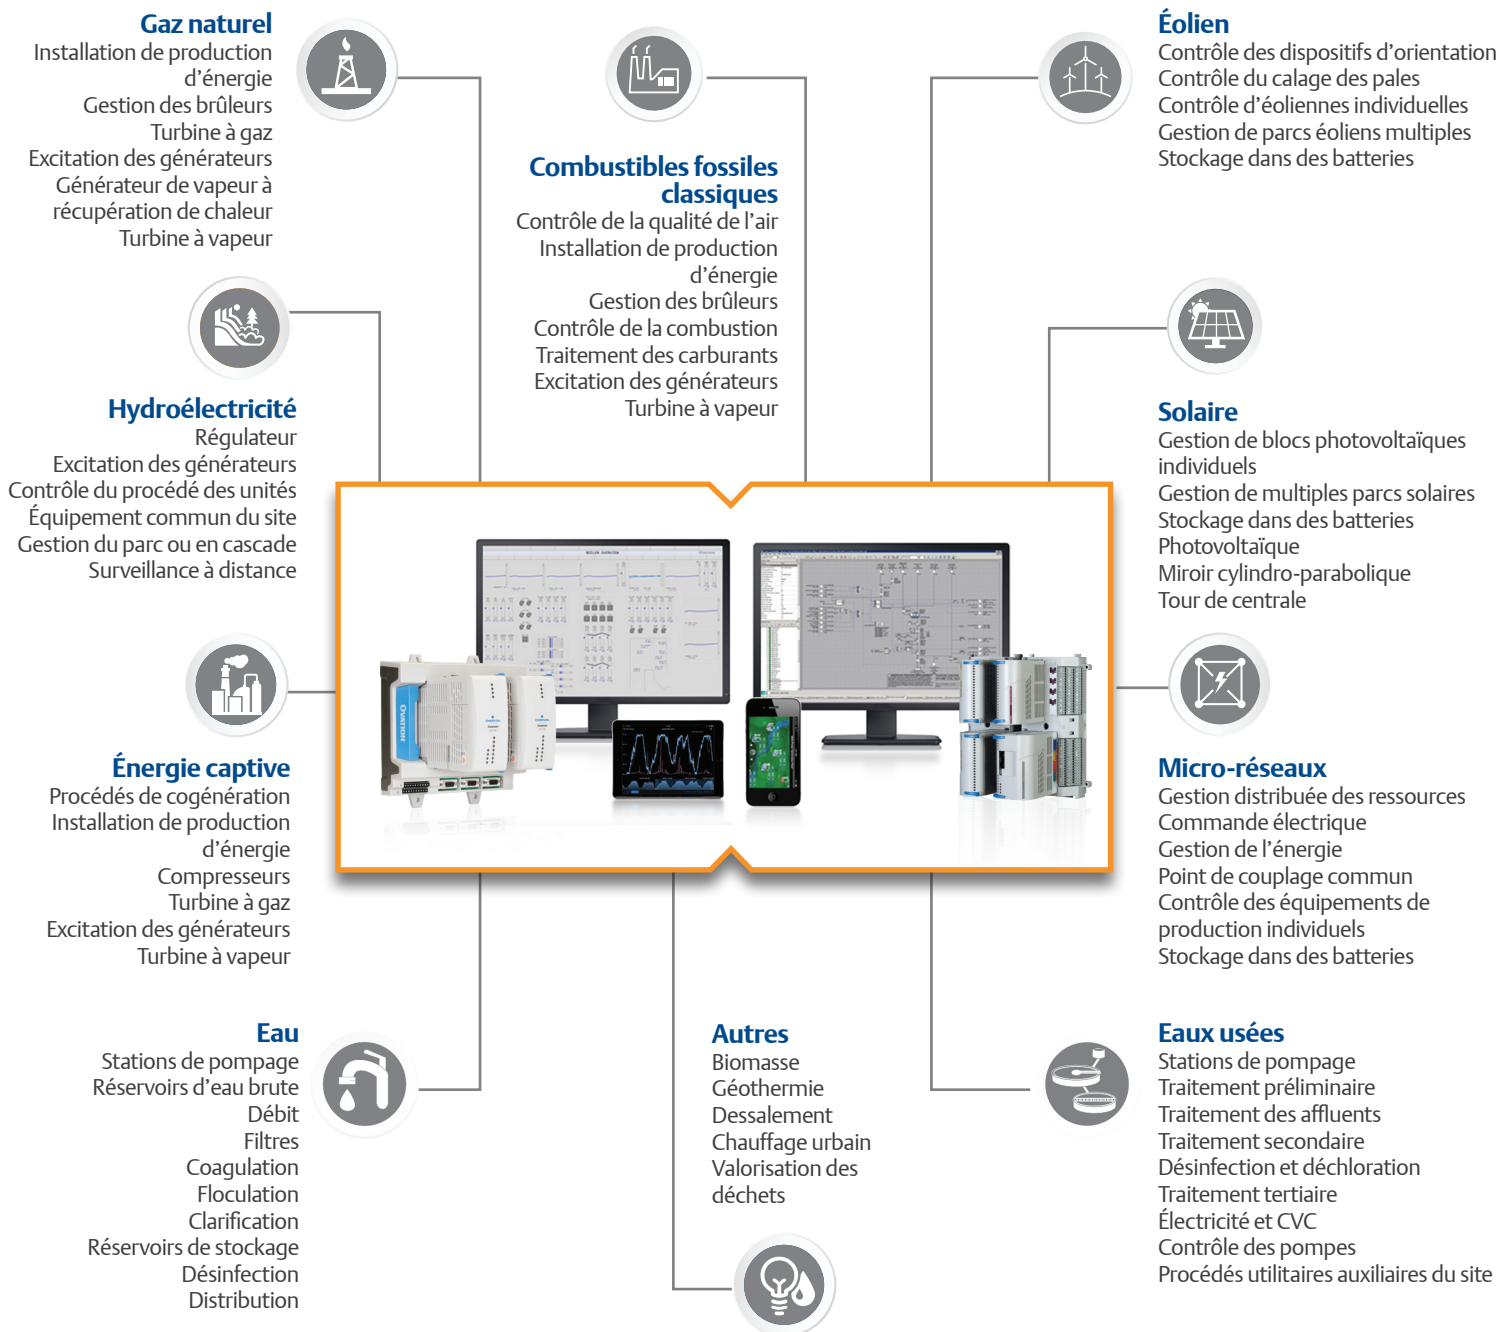 Gaz naturel
Installation de production
d'énergie
Gestion des brûleurs
Turbine à gaz
Excitation des générateurs
Générateur de vapeur à
récupération de chaleur
Turbine à vapeur
Combustibles fossiles
classiques
Contrôle de la qualité de l’air
Installation de production
d’énergie
Gestion des brûleurs
Contrôle de la combustion
Traitement des carburants
Excitation des générateurs
Turbine à vapeur
Éolien
Contrôle des dispositifs d’orientation
Contrôle du calage des pales
Contrôle d’éoliennes individuelles
Gestion de parcs éoliens multiples
Stockage dans des batteries
Hydroélectricité
Régulateur
Excitation des générateurs
Contrôle du procédé des unités
Équipement commun du site
Gestion du parc ou en cascade
Surveillance à distance
Solaire
Gestion de blocs photovoltaïques
individuels
Gestion de multiples parcs solaires
Stockage dans des batteries
Photovoltaïque
Miroir cylindro-parabolique
Tour de centrale
BOILER OVERVIEW
OVATION
Énergie captive
Procédés de cogénération
Installation de production
d’énergie
Compresseurs
Turbine à gaz
Excitation des générateurs
Turbine à vapeur
Micro-réseaux
Gestion distribuée des ressources
Commande électrique
Gestion de l’énergie
Point de couplage commun
Contrôle des équipements de
production individuels
Stockage dans des batteries
Eau
Stations de pompage
Réservoirs d’eau brute
Débit
Filtres
Coagulation
Floculation
Clarification
Réservoirs de stockage
Désinfection
Distribution
Autres
Biomasse
Géothermie
Dessalement
Chauffage urbain
Valorisation des
déchets
Eaux usées
Stations de pompage
Traitement préliminaire
Traitement des affluents
Traitement secondaire
Désinfection et déchloration
Traitement tertiaire
Électricité et CVC
Contrôle des pompes
Procédés utilitaires auxiliaires du site